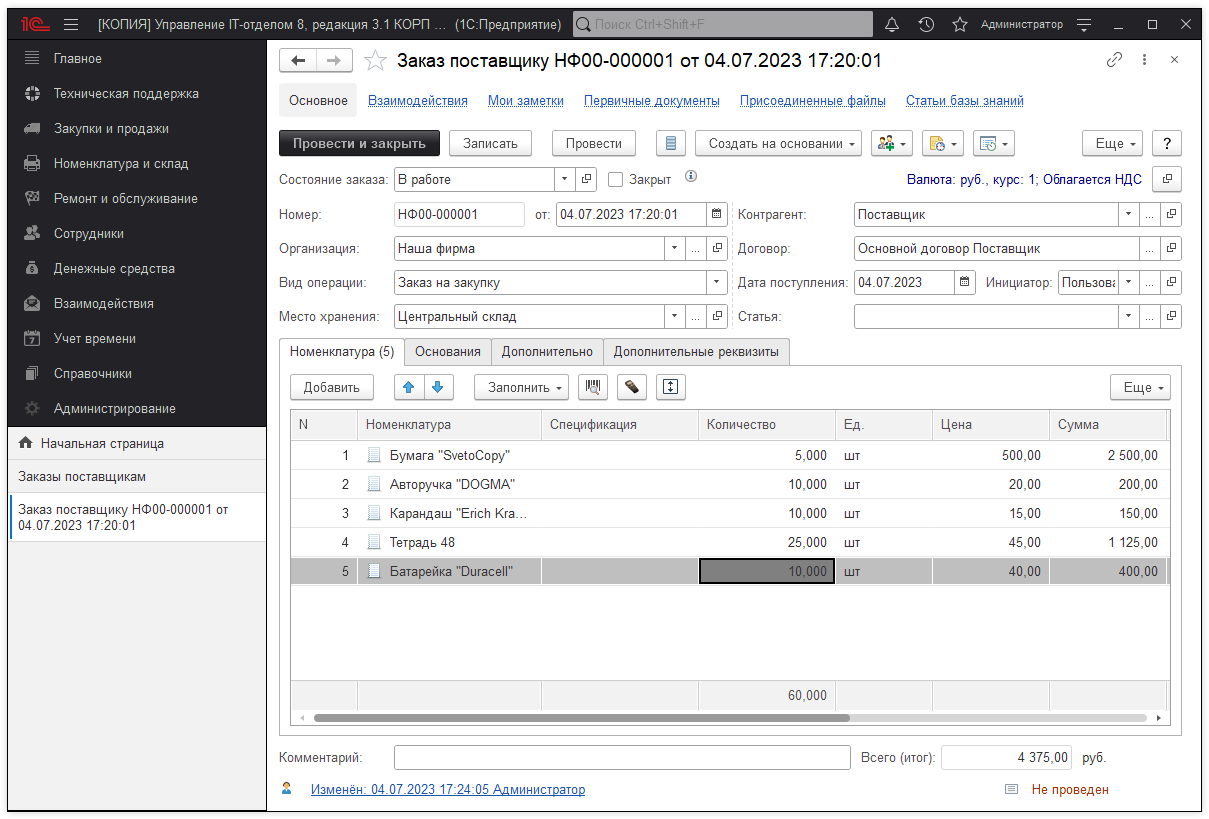 1С [КОПИЯ] Управление IT-отделом 8, редакция 3.1 КОРП ... (1С:Предприятие) Поиск Ctrl+Shift+F Администратор
Главное
Техническая поддержка
Закупки и продажи
Номенклатура и склад
Ремонт и обслуживание
Сотрудники
Денежные средства
Взаимодействия
Учет времени
Справочники
Администрирование
Начальная страница
Заказы поставщикам
Заказ поставщику НФ00-000001 от
04.07.2023 17:20:01
Заказ поставщику НФ00-000001 от 04.07.2023 17:20:01
Основное Взаимодействия Мои заметки Первичные документы Присоединенные файлы Статьи базы знаний
Провести и закрыть Записать Провести Создать на основании Еще ?
Состояние заказа: В работе Закрыт Валюта: руб., курс: 1; Облагается НДС
Номер: НФ00-000001 от: 04.07.2023 17:20:01 Контрагент: Поставщик
Организация: Наша фирма Договор: Основной договор Поставщик
Вид операции: Заказ на закупку Дата поступления: 04.07.2023 Инициатор: Пользова
Место хранения: Центральный склад Статья:
Номенклатура (5) Основания Дополнительно Дополнительные реквизиты
Добавить Заполнить Еще
N Номенклатура Спецификация Количество Ед. Цена Сумма
1 Бумага "SvetoCopy" 5,000 шт 500,00 2 500,00
2 Авторучка "DOGMA" 10,000 шт 20,00 200,00
3 Карандаш "Erich Kra... 10,000 шт 15,00 150,00
4 Тетрадь 48 25,000 шт 45,00 1 125,00
5 Батарейка "Duracell" 10,000 шт 40,00 400,00
60,000
Комментарий: Всего (итог): 4 375,00 руб.
Изменён: 04.07.2023 17:24:05 Администратор Не проведен